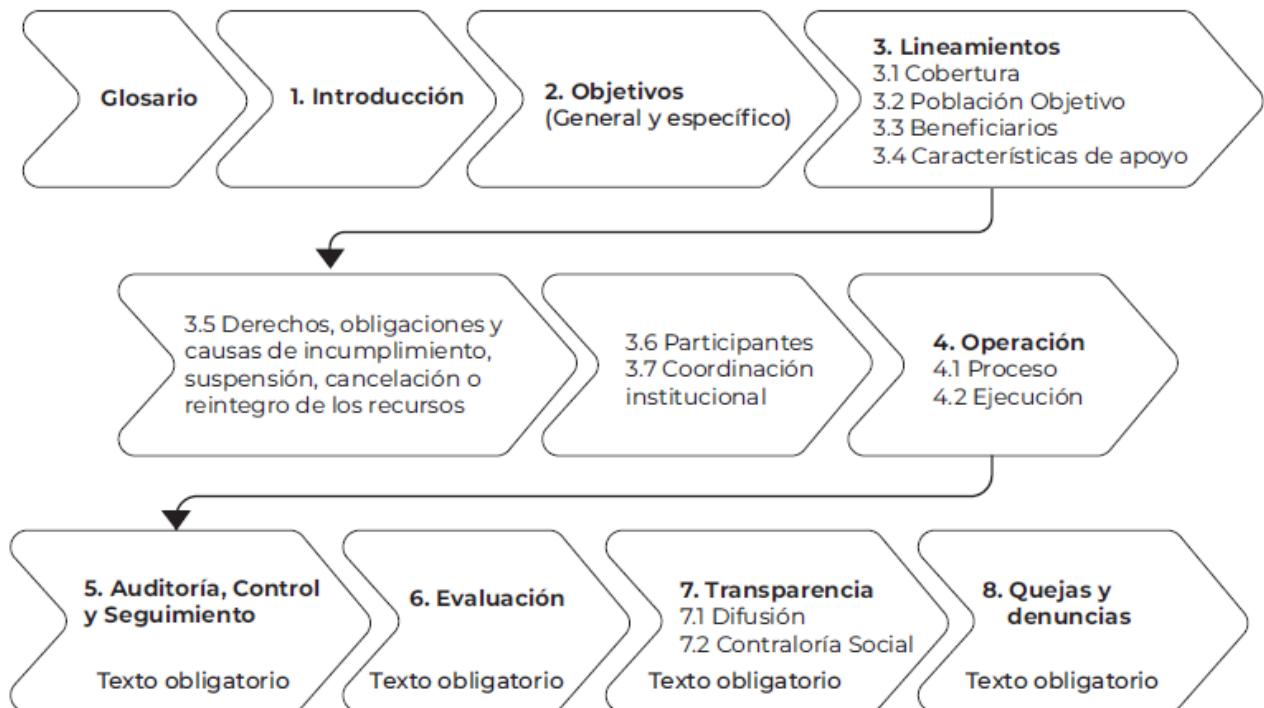 Glosario
1. Introducción
2. Objetivos
(General y específico)
3. Lineamientos
3.1 Cobertura
3.2 Población Objetivo
3.3 Beneficiarios
3.4 Características de apoyo
3.5 Derechos, obligaciones y
causas de incumplimiento,
suspensión, cancelación o
reintegro de los recursos
3.6 Participantes
3.7 Coordinación
institucional
4. Operación
4.1 Proceso
4.2 Ejecución
5. Auditoría, Control
y Seguimiento
Texto obligatorio
6. Evaluación
Texto obligatorio
7. Transparencia
7.1 Difusión
7.2 Contraloría Social
Texto obligatorio
8. Quejas y
denuncias
Texto obligatorio